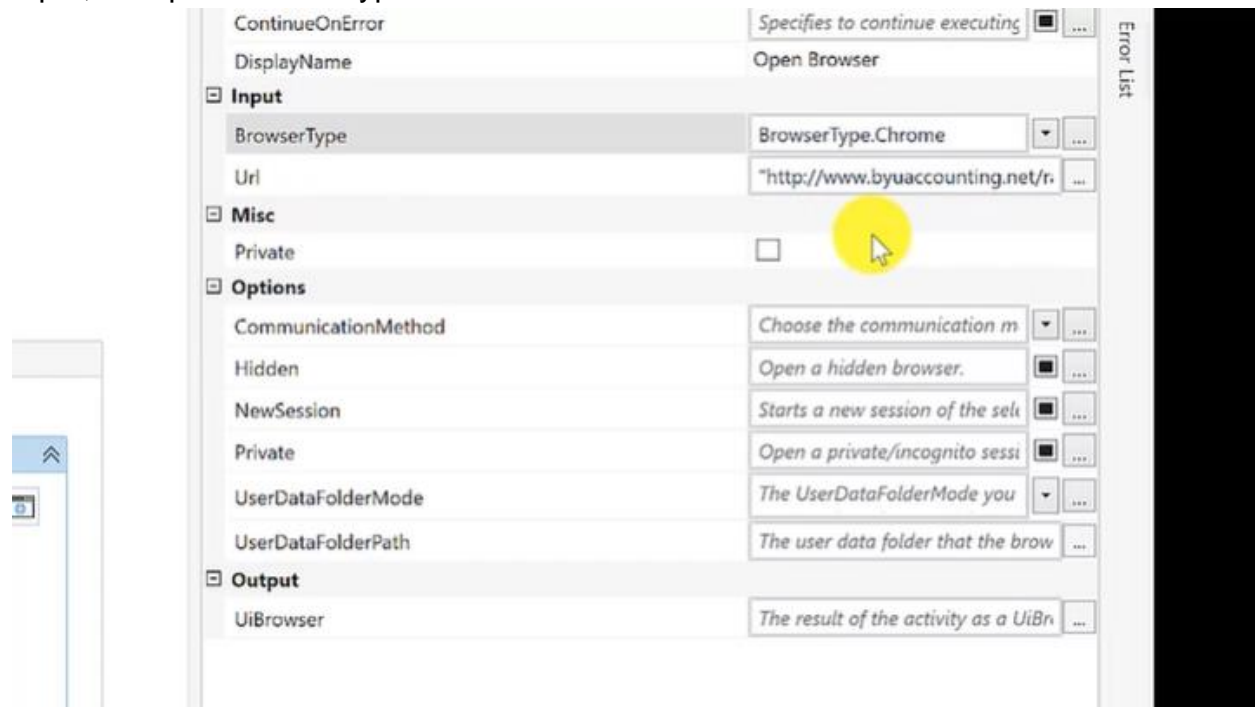 ContinueOnError Specifies to continue executing ...
Error List
DisplayName Open Browser
Input
BrowserType BrowserType.Chrome ...
Url "http://www.byuaccounting.net/r ...
Misc
Private
Options
CommunicationMethod Choose the communication m ...
Hidden Open a hidden browser. ...
NewSession Starts a new session of the sele ...
Private Open a private/incognito sessi ...
UserDataFolderMode The UserDataFolderMode you ...
UserDataFolderPath The user data folder that the brow ...
Output
UiBrowser The result of the activity as a UiBr ...